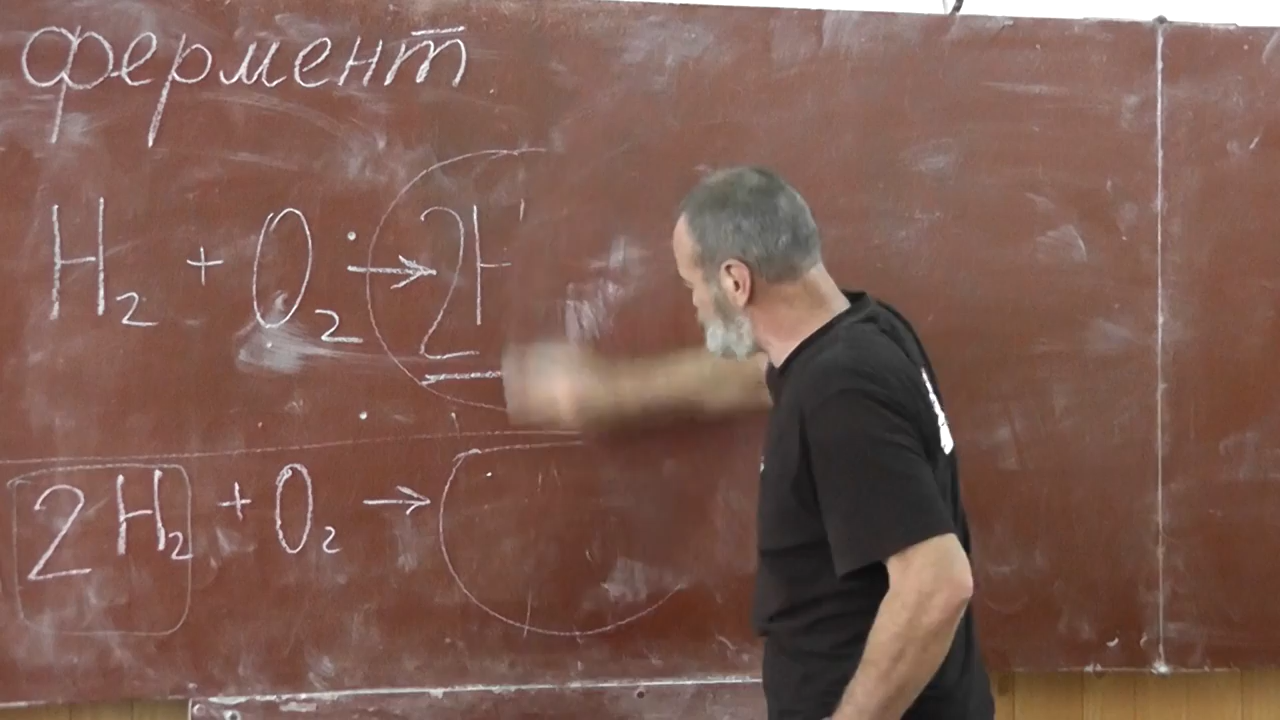 фермент
H₂ + O₂ → 2H
2H₂ + O₂ →